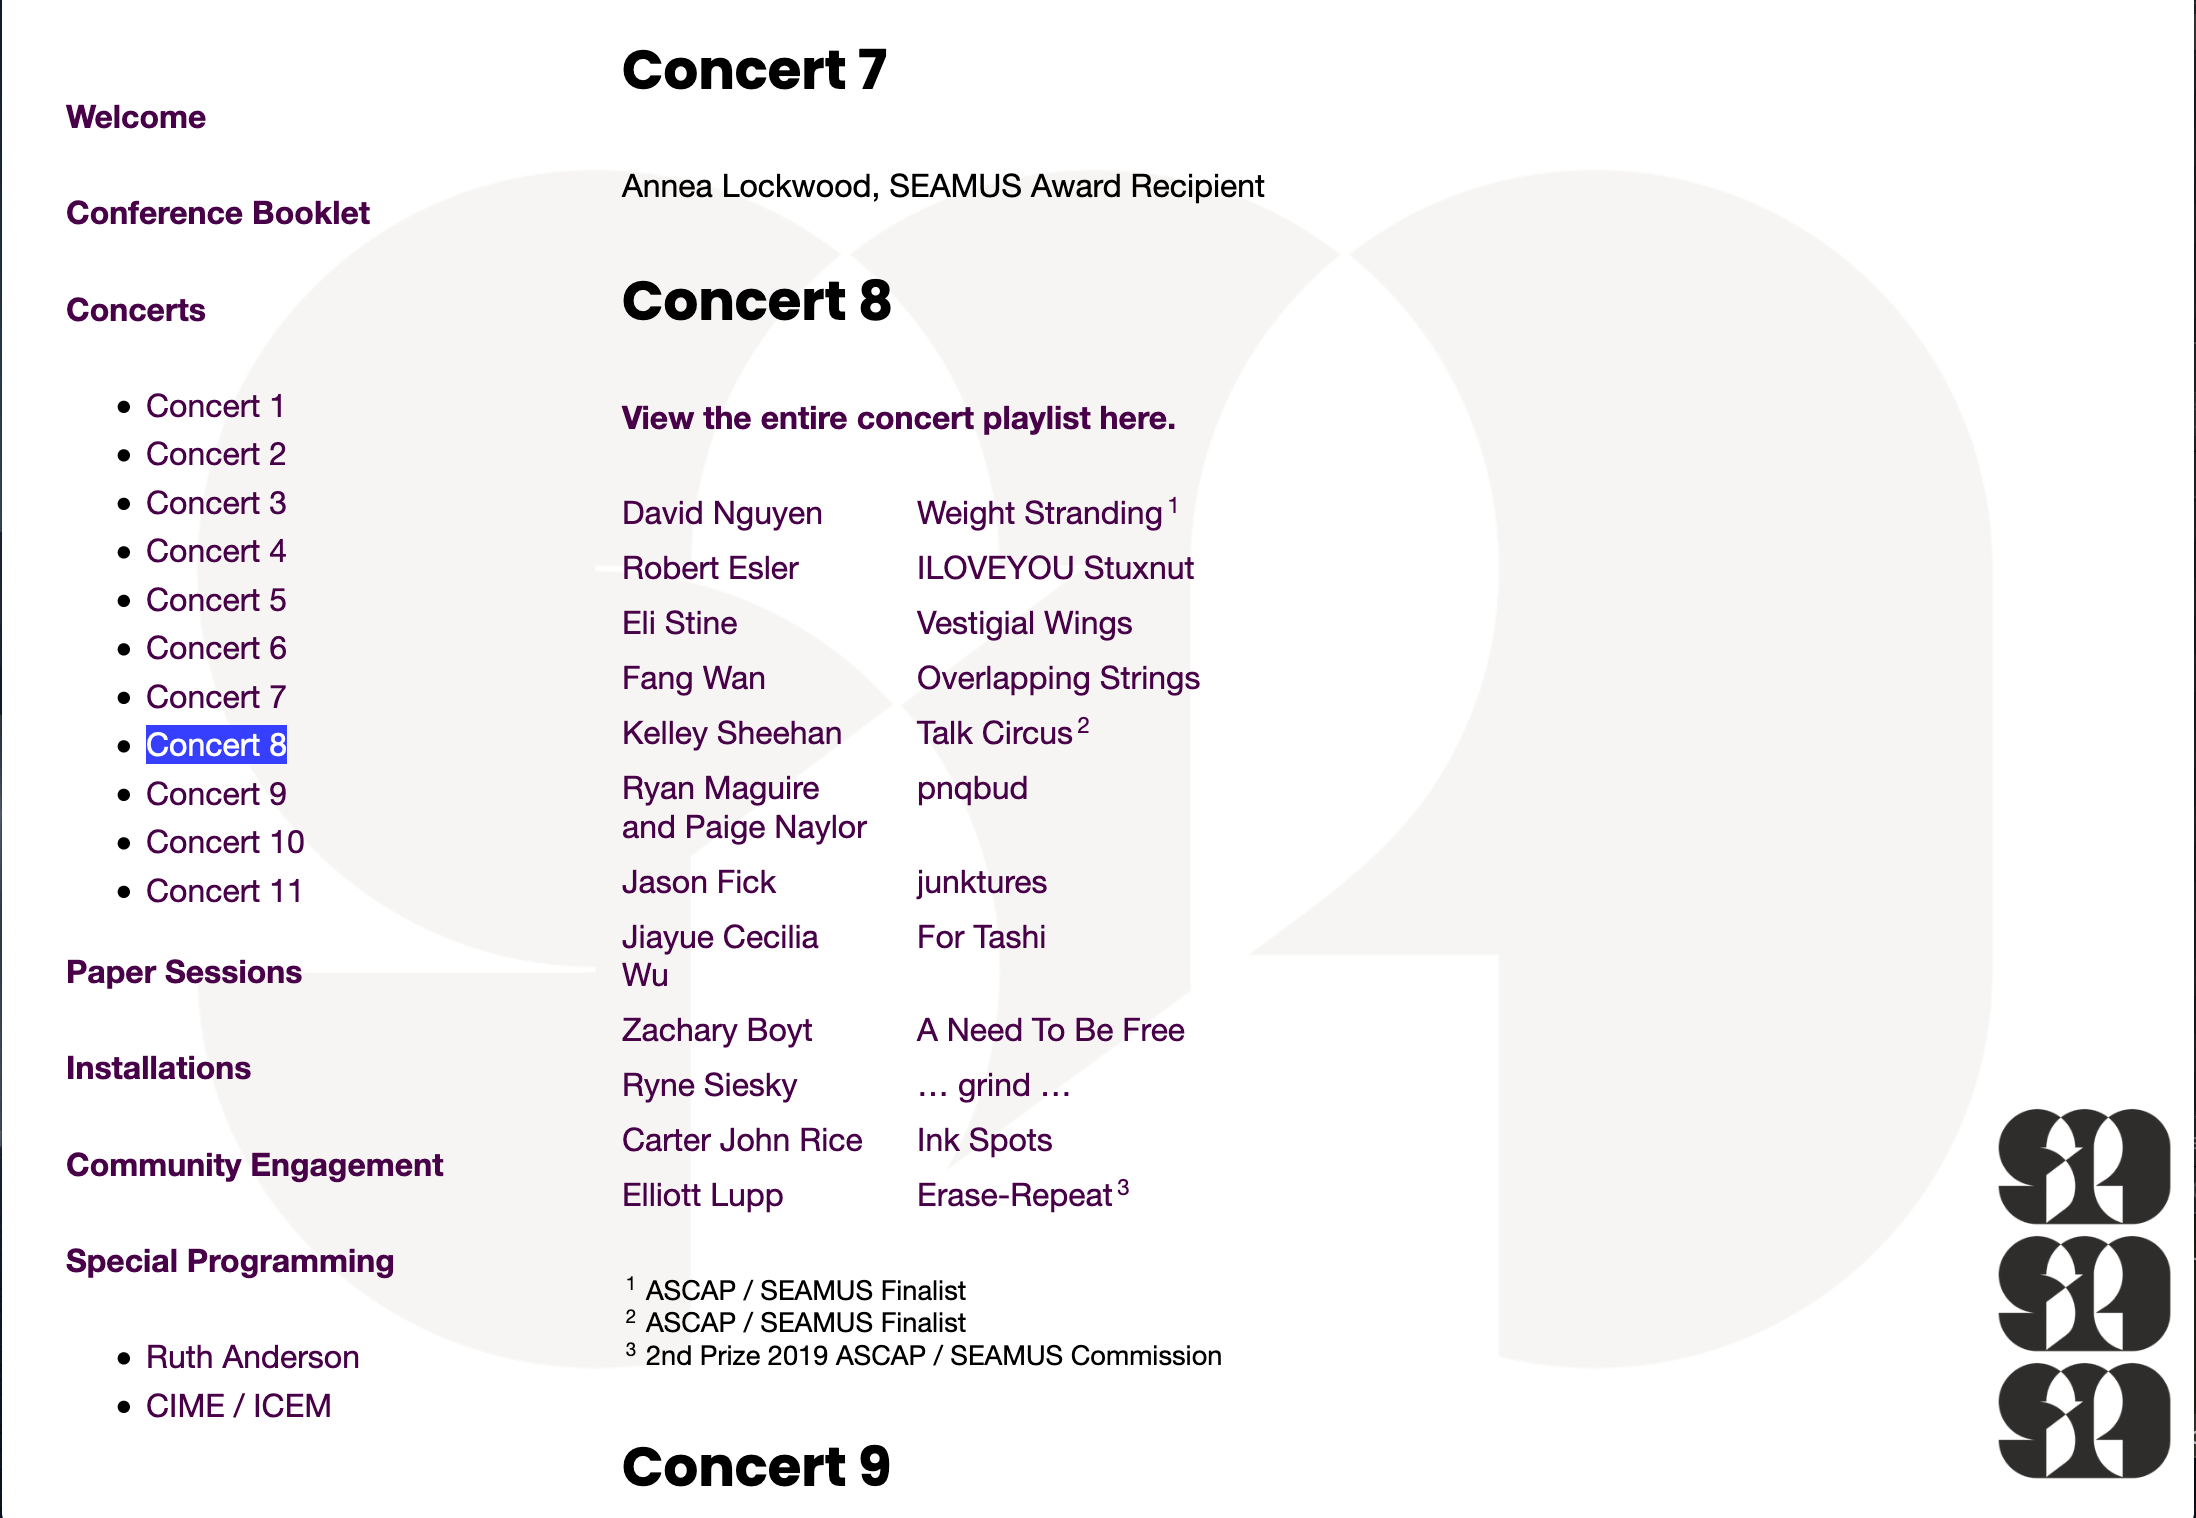 Welcome
Conference Booklet
Concerts
Concert 1
Concert 2
Concert 3
Concert 4
Concert 5
Concert 6
Concert 7
Concert 8
Concert 9
Concert 10
Concert 11
Paper Sessions
Installations
Community Engagement
Special Programming
Ruth Anderson
CIME / ICEM
Concert 7
Annea Lockwood, SEAMUS Award Recipient
Concert 8
View the entire concert playlist here.
David Nguyen Weight Stranding 1
Robert Esler ILOVEYOU Stuxnut
Eli Stine Vestigial Wings
Fang Wan Overlapping Strings
Kelley Sheehan Talk Circus 2
Ryan Maguire pnqbud
and Paige Naylor
Jason Fick junktures
Jiayue Cecilia For Tashi
Wu
Zachary Boyt A Need To Be Free
Ryne Siesky … grind …
Carter John Rice Ink Spots
Elliott Lupp Erase-Repeat 3
1 ASCAP / SEAMUS Finalist
2 ASCAP / SEAMUS Finalist
3 2nd Prize 2019 ASCAP / SEAMUS Commission
Concert 9